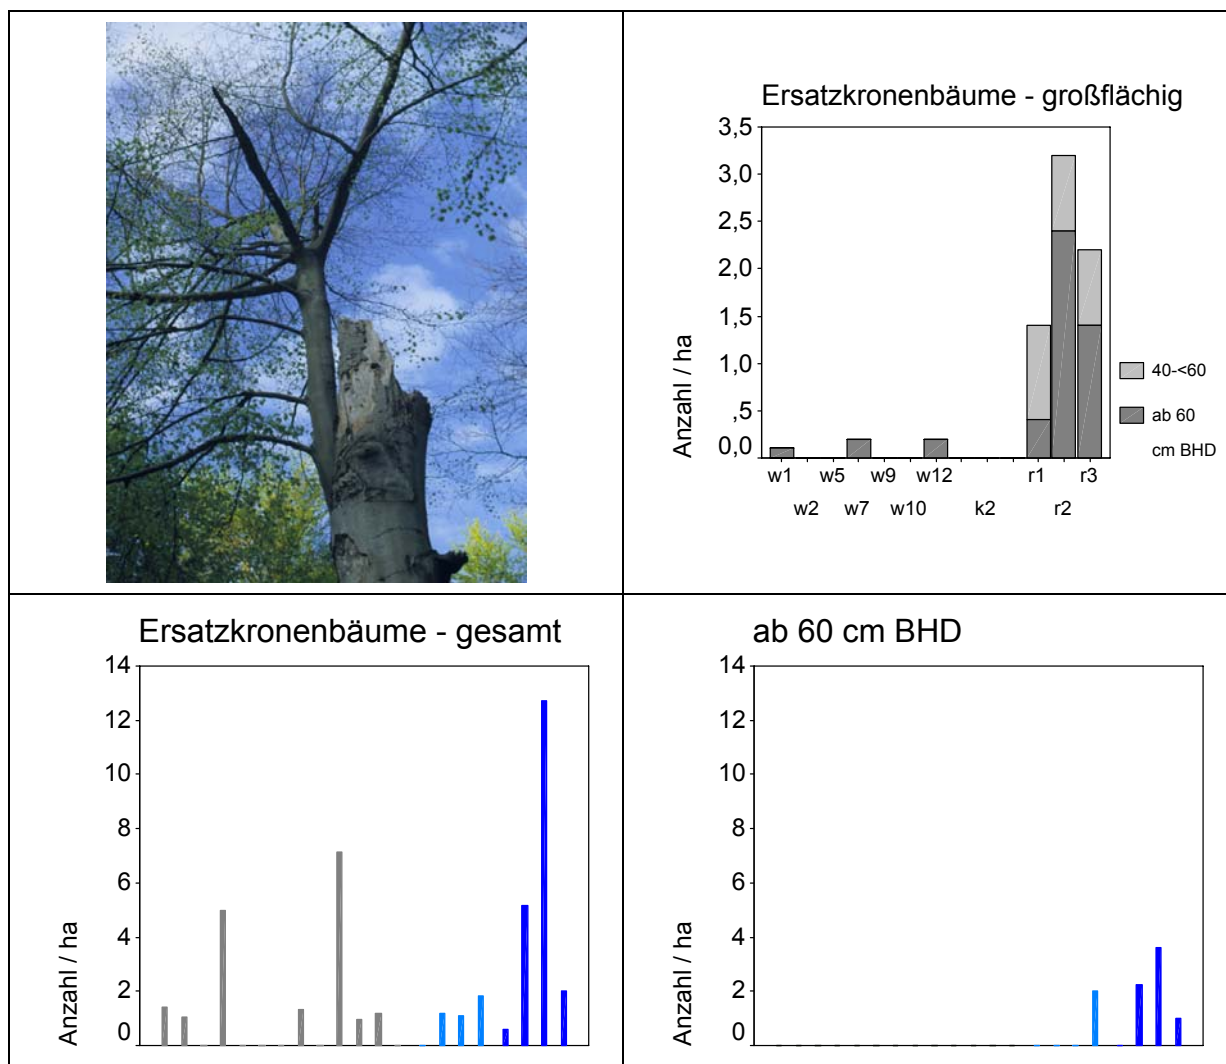 Ersatzkronenbäume - großflächig
3,5
3,0
2,5
2,0
1,5
1,0
,5
0,0
Anzahl / ha
40-<60
ab 60
cm BHD
w1 w5 w9 w12 r1 r3
w2 w7 w10 k2 r2
Ersatzkronenbäume - gesamt
14
12
10
8
6
4
2
0
Anzahl / ha
ab 60 cm BHD
14
12
10
8
6
4
2
0
Anzahl / ha